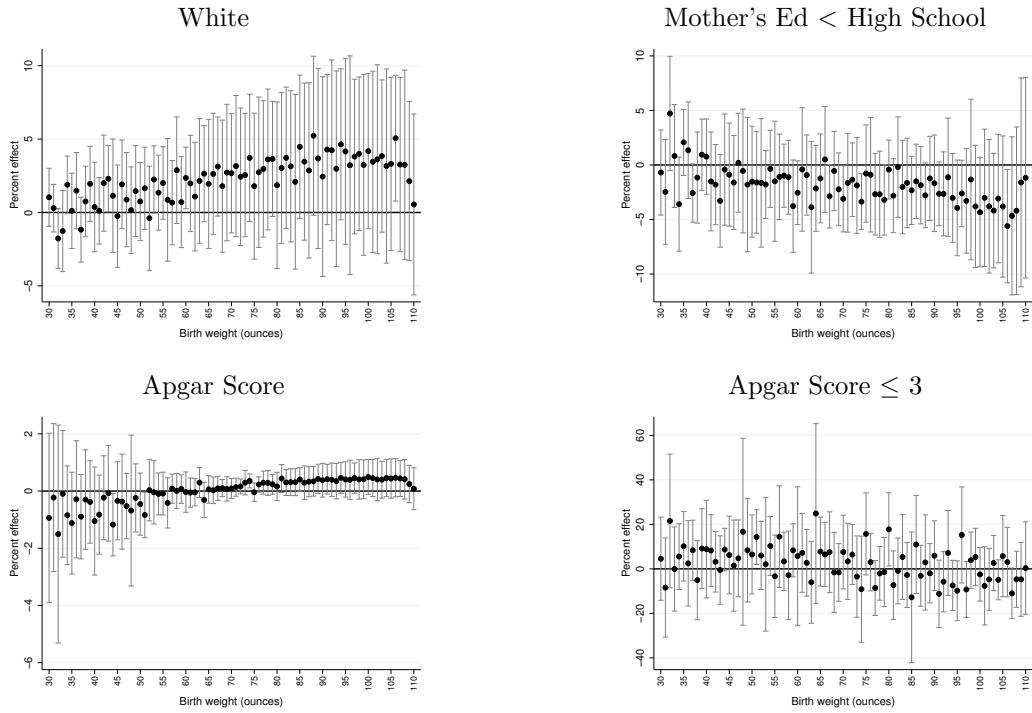 White
Percent effect
10
5
0
−5
30 35 40 45 50 55 60 65 70 75 80 85 90 95 100 105 110
Birth weight (ounces)
Mother's Ed < High School
Percent effect
10
5
0
−5
−10
30 35 40 45 50 55 60 65 70 75 80 85 90 95 100 105 110
Birth weight (ounces)
Apgar Score
Percent effect
2
0
−2
−4
−6
30 35 40 45 50 55 60 65 70 75 80 85 90 95 100 105 110
Birth weight (ounces)
Apgar Score ≤ 3
Percent effect
60
40
20
0
−20
−40
30 35 40 45 50 55 60 65 70 75 80 85 90 95 100 105 110
Birth weight (ounces)